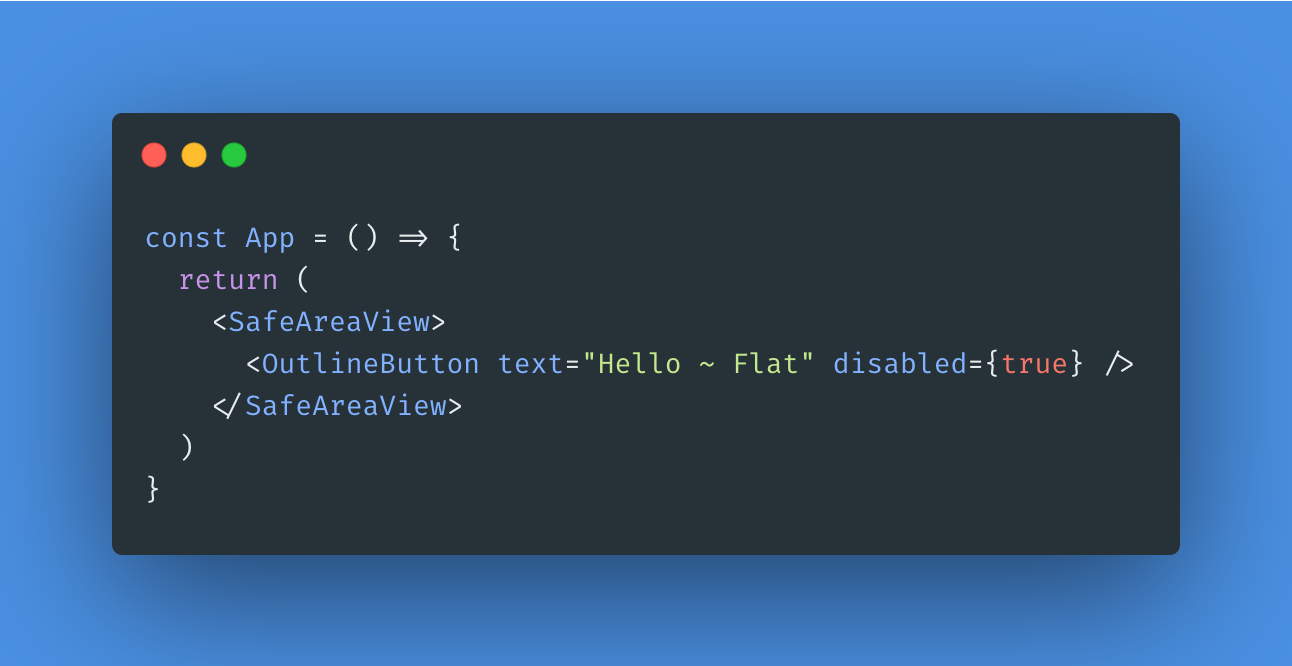 const App = () => {
  return (
    <SafeAreaView>
      <OutlineButton text="Hello ~ Flat" disabled={true} />
    </SafeAreaView>
  )
}